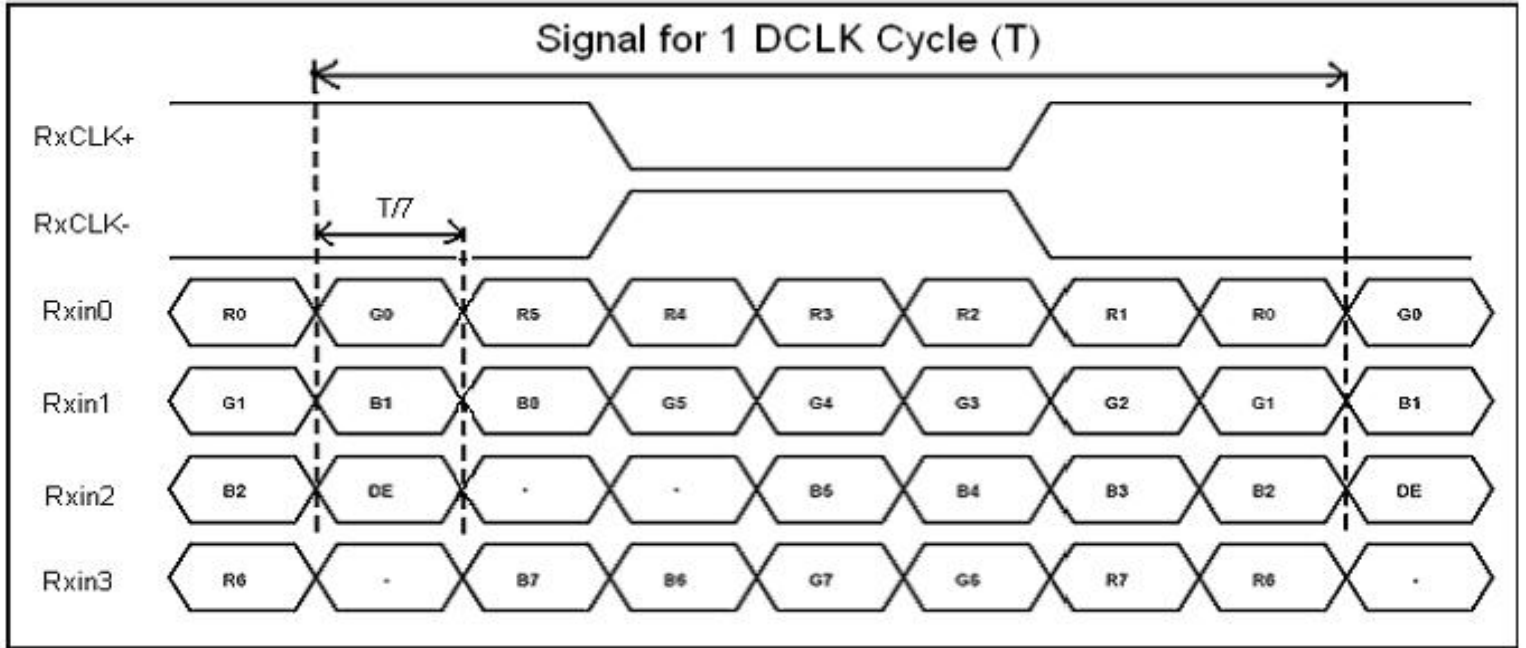 Signal for 1 DCLK Cycle (T)
RxCLK+
T/7
RxCLK-
Rxin0 R0 G0 R5 R4 R3 R2 R1 R0 G0
Rxin1 G1 B1 B0 G5 G4 G3 G2 G1 B1
Rxin2 B2 DE - - B5 B4 B3 B2 DE
Rxin3 R6 - B7 B6 G7 G6 R7 R6 -